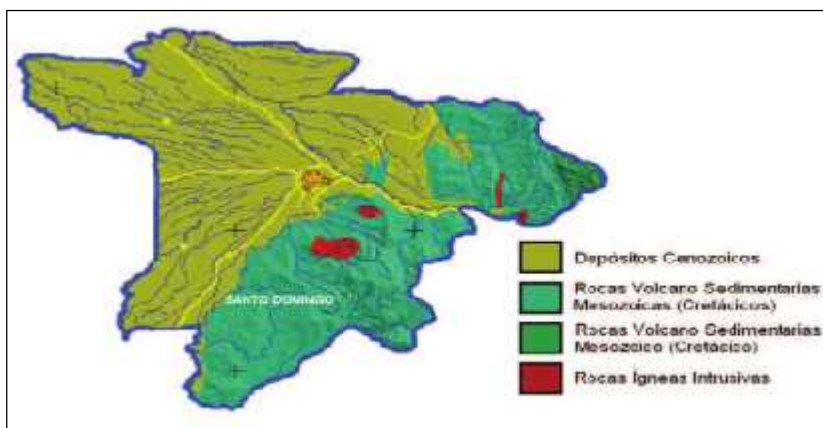 SANTO DOMINGO
Depósitos Cenozoicos
Rocas Volcano Sedimentarias
Mesozoicas (Cretácicos)
Rocas Volcano Sedimentarias
Mesozoico (Cretácico)
Rocas Ígneas Intrusivas